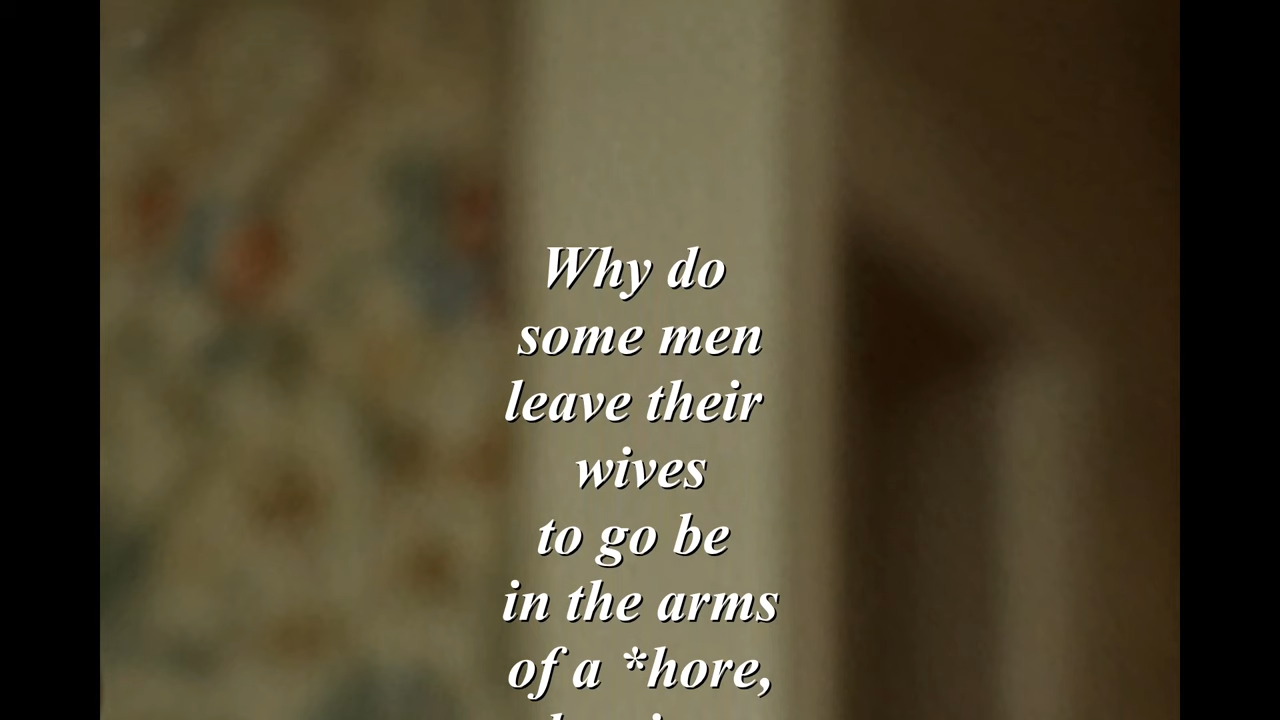 Why do
some men
leave their
wives
to go be
in the arms
of a *hore,